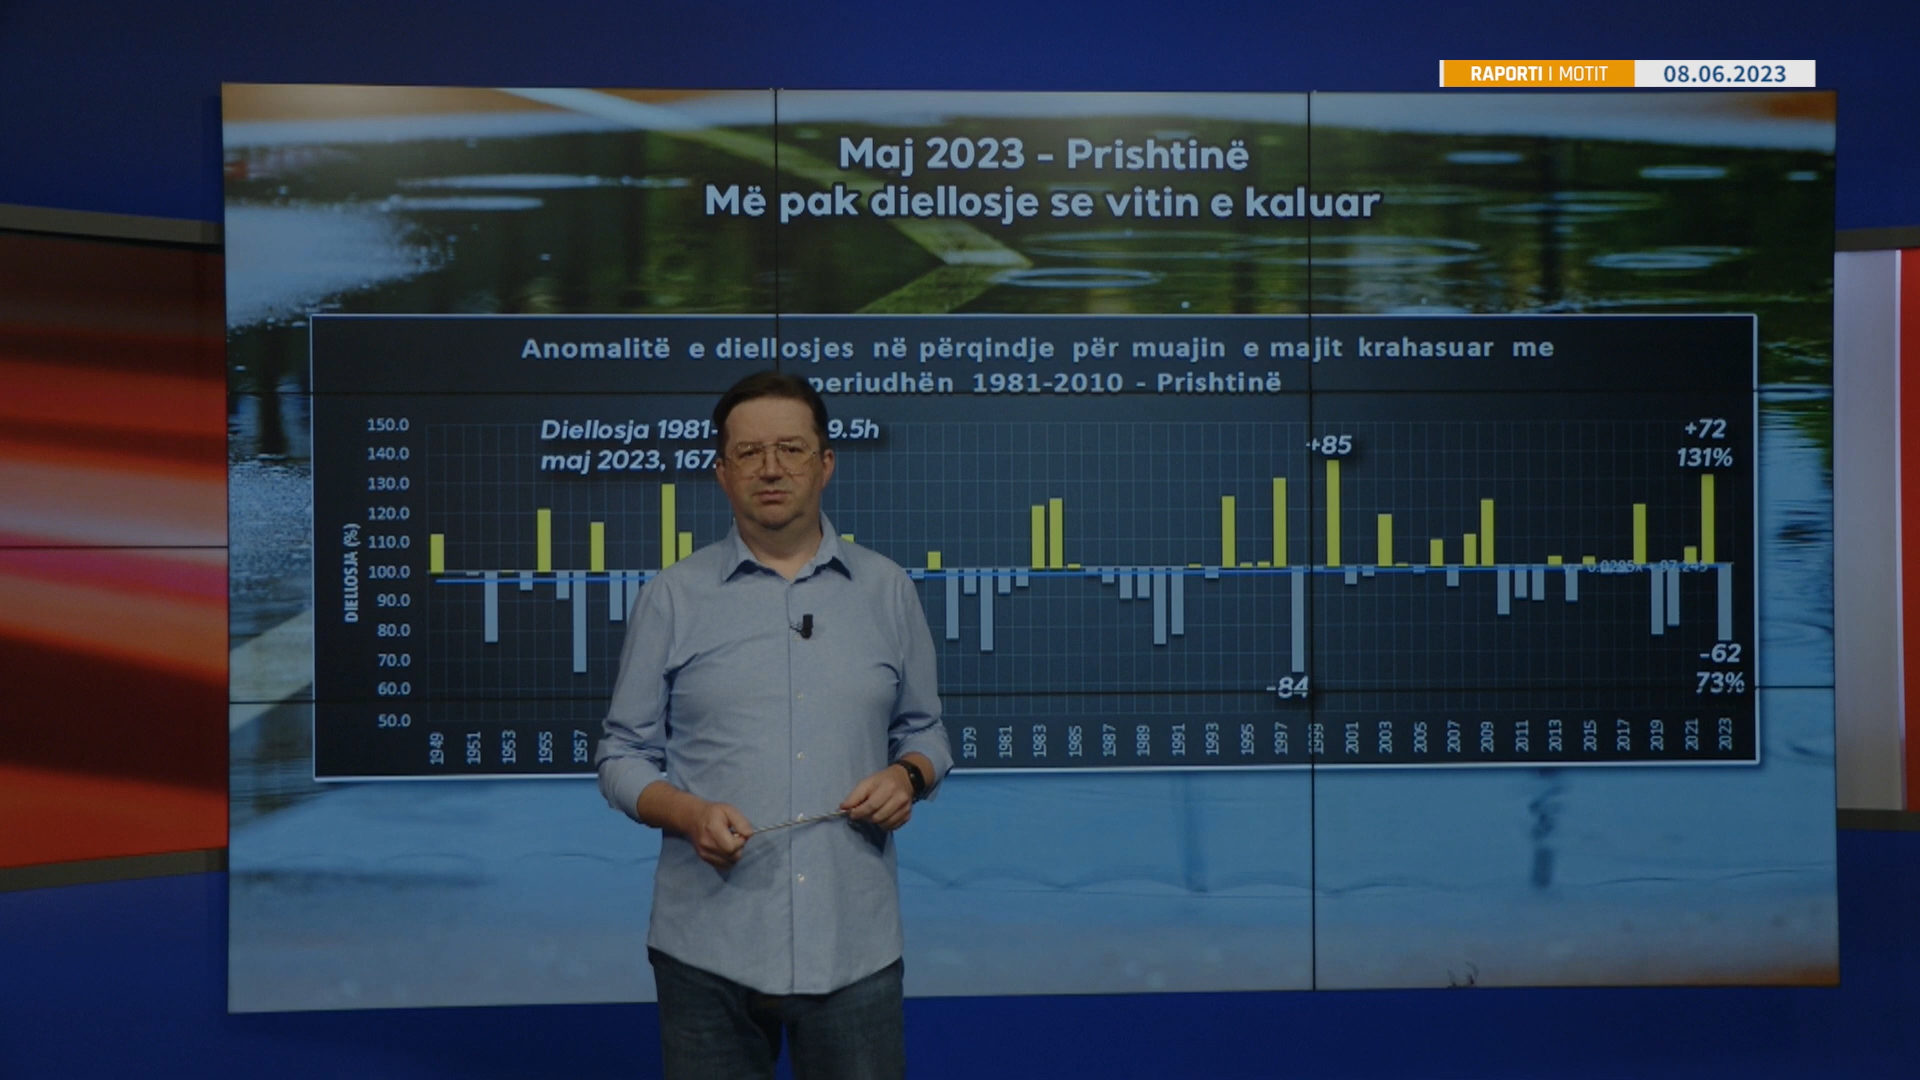 RAPORTI I MOTIT 08.06.2023
Maj 2023 - Prishtinë
Më pak diellosje se vitin e kaluar
Anomalitë e diellosjes në përqindje për muajin e majit krahasuar me
periudhën 1981-2010 - Prishtinë
Diellosja 1981- 9.5h
maj 2023, 167
+85
+72
131%
-84
-62
73%
DIELLOSJA (%)
150.0
140.0
130.0
120.0
110.0
100.0
90.0
80.0
70.0
60.0
50.0
1949 1951 1953 1955 1957 1979 1981 1983 1985 1987 1989 1991 1993 1995 1997 1999 2001 2003 2005 2007 2009 2011 2013 2015 2017 2019 2021 2023